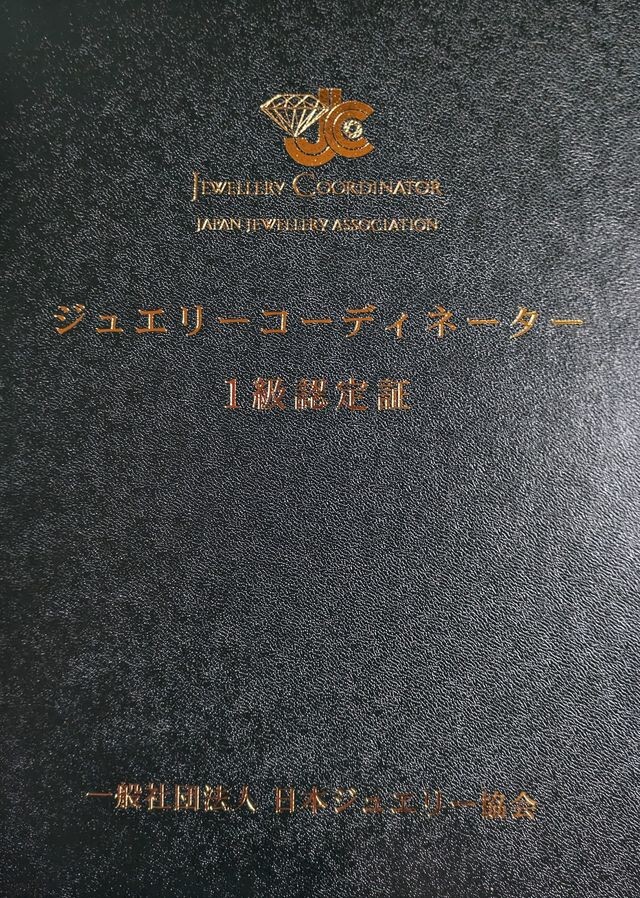 JC
JEWELLERY COORDINATOR
JAPAN JEWELLERY ASSOCIATION
ジュエリーコーディネーター
1級認定証
一般社団法人 日本ジュエリー協会